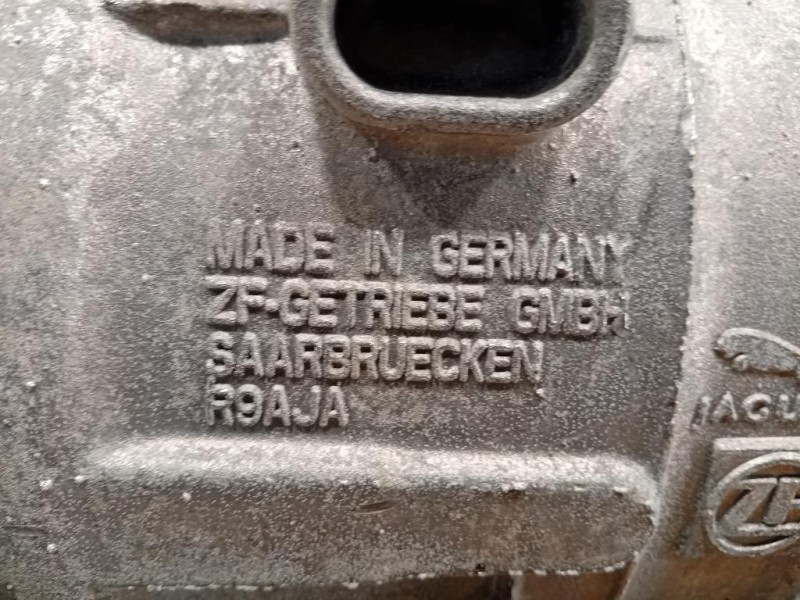 MADE IN GERMANY
ZF-GETRIEBE GMBH
SAARBRUECKEN
R9AJA
JAGU
ZF